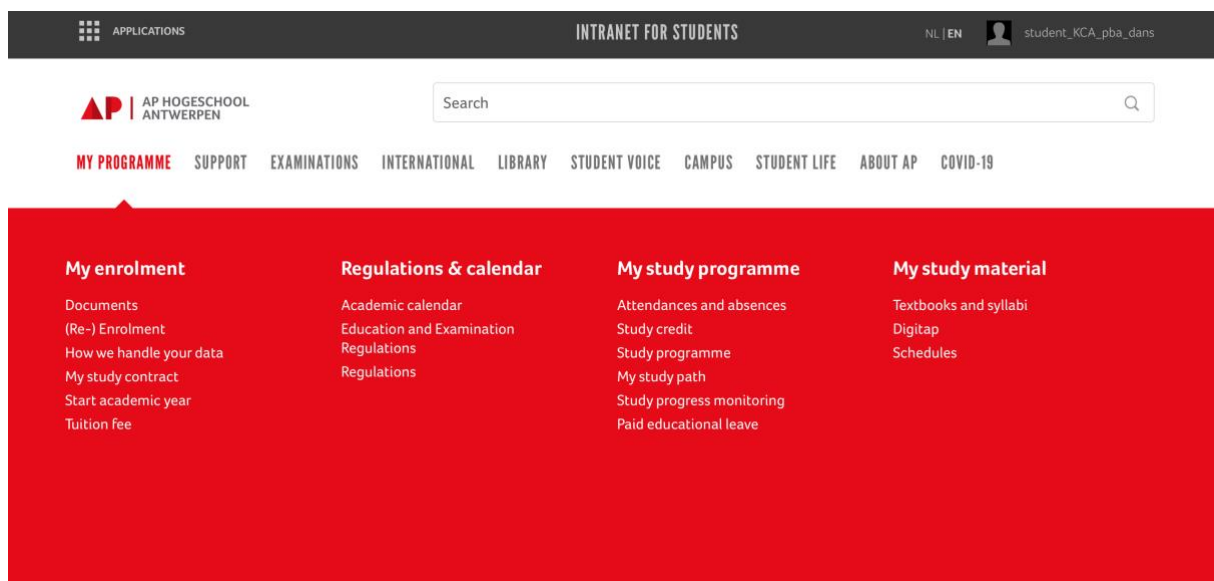 APPLICATIONS
INTRANET FOR STUDENTS
NL | EN
student_KCA_pba_dans
AP | AP HOGESCHOOL
ANTWERPEN
Search
MY PROGRAMME SUPPORT EXAMINATIONS INTERNATIONAL LIBRARY STUDENT VOICE CAMPUS STUDENT LIFE ABOUT AP COVID-19
My enrolment
Documents
(Re-) Enrolment
How we handle your data
My study contract
Start academic year
Tuition fee
Regulations & calendar
Academic calendar
Education and Examination
Regulations
Regulations
My study programme
Attendances and absences
Study credit
Study programme
My study path
Study progress monitoring
Paid educational leave
My study material
Textbooks and syllabi
Digitap
Schedules